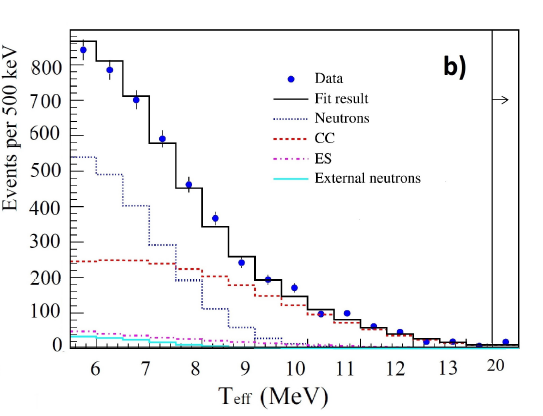 b)
Events per 500 keV
800
700
600
500
400
300
200
100
0
Data
Fit result
Neutrons
CC
ES
External neutrons
6 7 8 9 10 11 12 13 20
Teff (MeV)